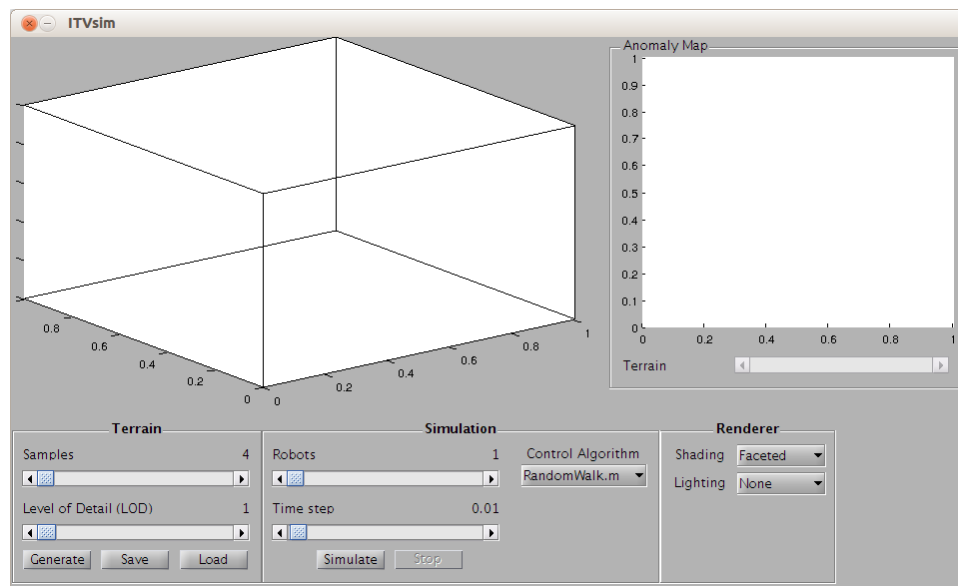 ITVsim
Anomaly Map
1
0.9
0.8
0.7
0.6
0.5
0.4
0.3
0.2
0.1
0
0 0.2 0.4 0.6 0.8 1
Terrain
0.8
0.6
0.4
0.2
0
0
0.2
0.4
0.6
0.8
1
Terrain
Samples 4
Level of Detail (LOD) 1
Generate Save Load
Simulation
Robots 1
Control Algorithm
RandomWalk.m
Time step 0.01
Simulate Stop
Renderer
Shading Faceted
Lighting None